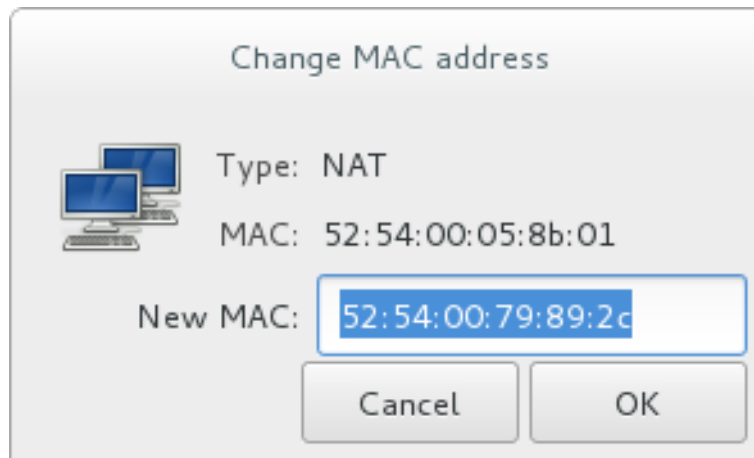 Change MAC address
Type: NAT
MAC: 52:54:00:05:8b:01
New MAC: 52:54:00:79:89:2c
Cancel OK